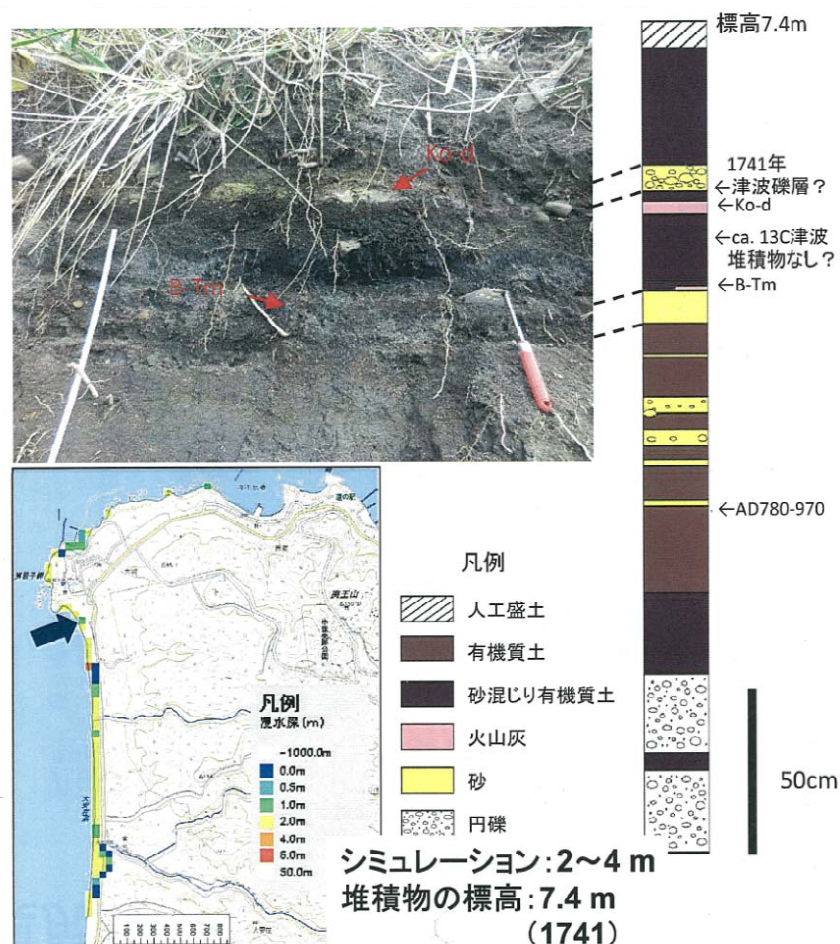 標高7.4m
Ko-d
1741年
←津波礫層？
←Ko-d
←ca. 13C津波
堆積物なし？
B-Tm
←B-Tm
←AD780-970
凡例
人工盛土
有機質土
砂混じり有機質土
火山灰
砂
円礫
50cm
凡例
浸水深(m)
-1000.0m
0.0m
0.5m
1.0m
2.0m
4.0m
6.0m
50.0m
シミュレーション：2～4 m
堆積物の標高：7.4 m
（1741）